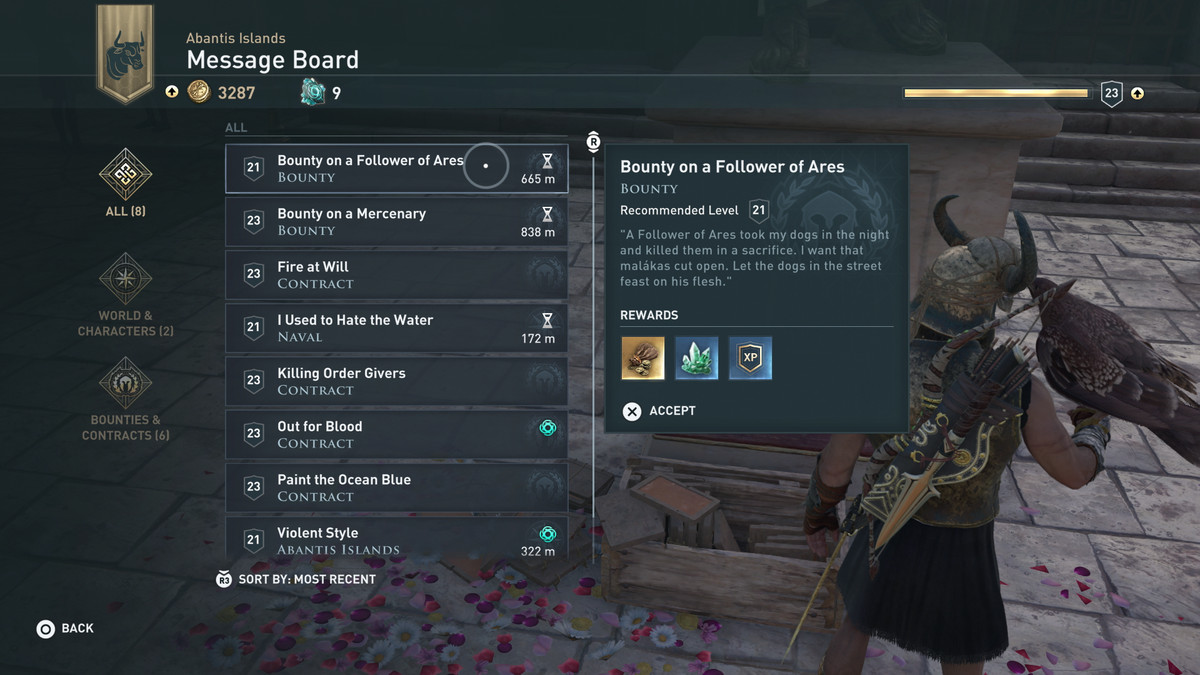 Abantis Islands
Message Board
3287
9
23
ALL
R
ALL (8)
WORLD &
CHARACTERS (2)
BOUNTIES &
CONTRACTS (6)
21
Bounty on a Follower of Ares
BOUNTY
665 m
23
Bounty on a Mercenary
BOUNTY
838 m
23
Fire at Will
CONTRACT
21
I Used to Hate the Water
NAVAL
172 m
23
Killing Order Givers
CONTRACT
23
Out for Blood
CONTRACT
23
Paint the Ocean Blue
CONTRACT
21
Violent Style
ABANTIS ISLANDS
322 m
R3 SORT BY: MOST RECENT
Bounty on a Follower of Ares
BOUNTY
Recommended Level 21
"A Follower of Ares took my dogs in the night
and killed them in a sacrifice. I want that
malákas cut open. Let the dogs in the street
feast on his flesh."
REWARDS
XP
ACCEPT
BACK